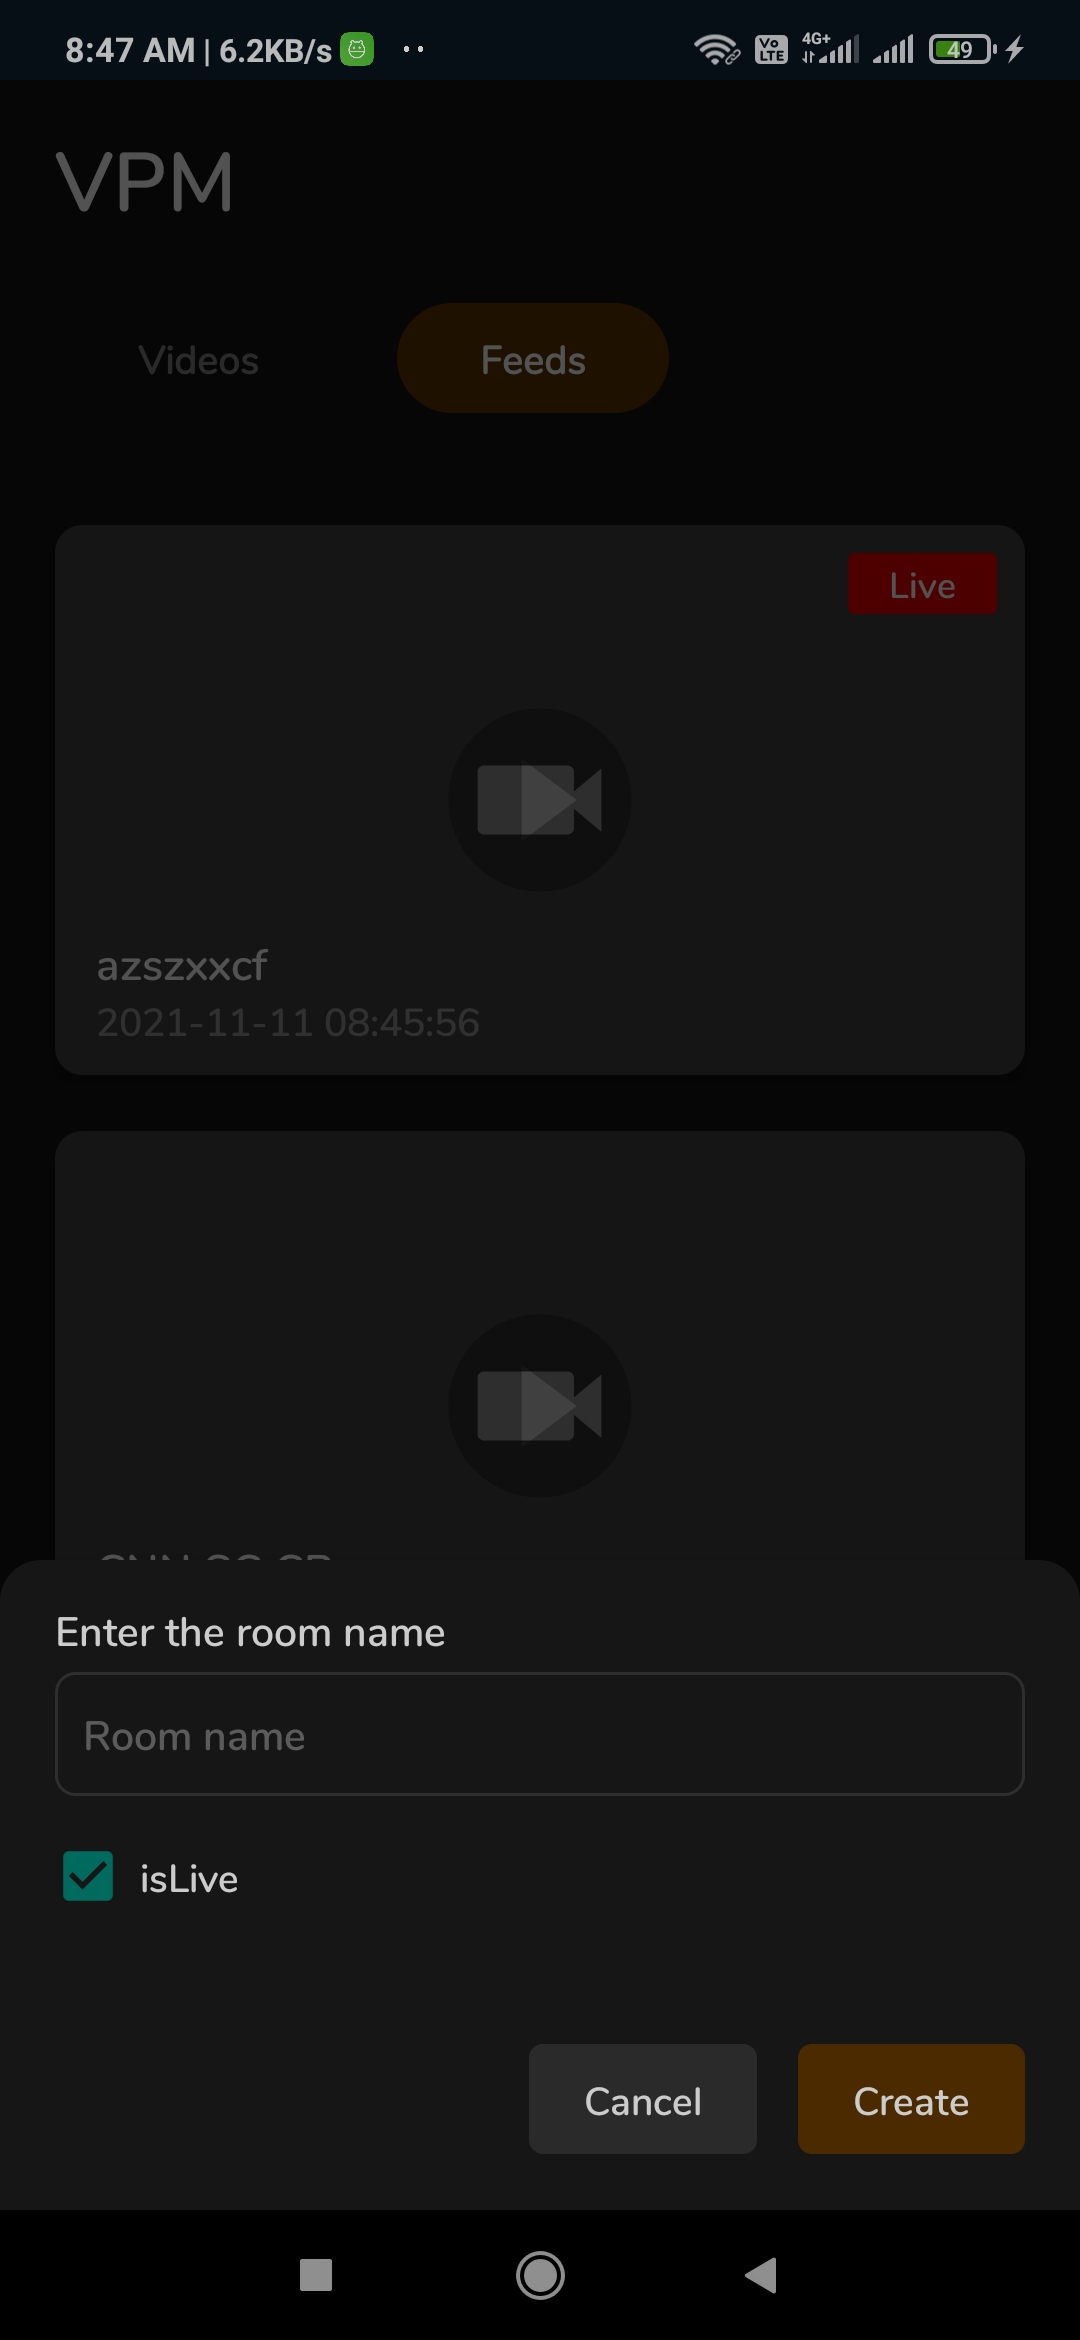 8:47 AM | 6.2KB/s
Vo LTE 4G+ 49
VPM
Videos Feeds
Live
azszxxcf
2021-11-11 08:45:56
Enter the room name
Room name
isLive
Cancel Create